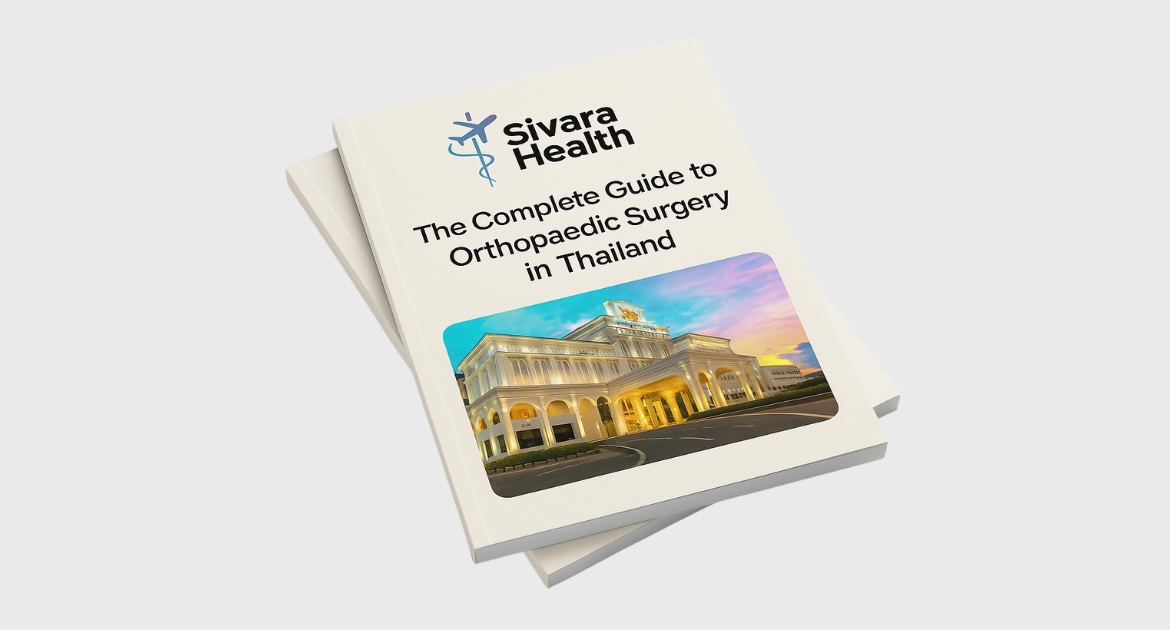 Sivara
Health
The Complete Guide to
Orthopaedic Surgery
in Thailand